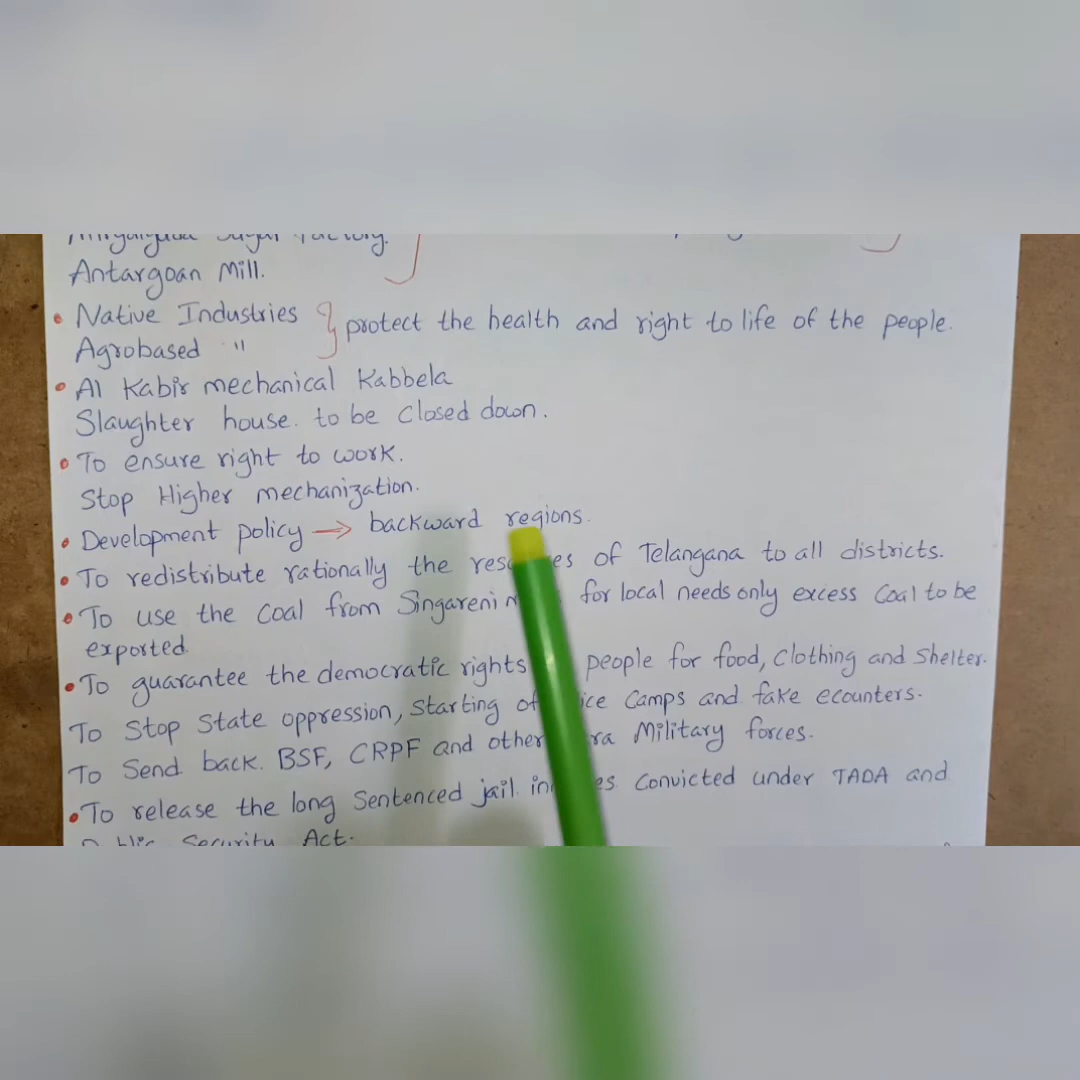 Sugar Factory.
Antargoan Mill.
• Native Industries
Agrobased "
protect the health and right to life of the people.
• Al Kabir mechanical Kabbela
Slaughter house. to be Closed down.
• To ensure right to work.
Stop Higher mechanization.
• Development policy → backward regions.
• To redistribute rationally the of Telangana to all districts.
• To use the coal from Singareni for local needs only excess Coal to be
exported.
• To guarantee the democratic rights people for food, Clothing and Shelter.
To Stop State oppression, Starting of Camps and fake ecounters.
To Send back. BSF, CRPF and other Military forces.
• To release the long Sentenced jail. Convicted under TADA and
Security Act.